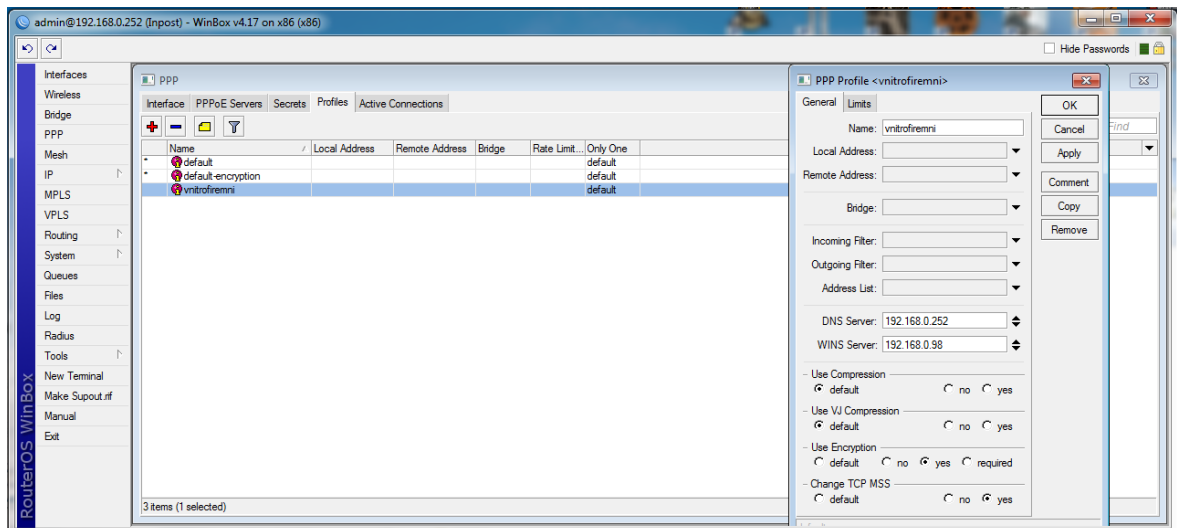 admin@192.168.0.252 (Inpost) - WinBox v4.17 on x86 (x86)
Hide Passwords
RouterOS WinBox
Interfaces
Wireless
Bridge
PPP
Mesh
IP
MPLS
VPLS
Routing
System
Queues
Files
Log
Radius
Tools
New Terminal
Make Supout.rif
Manual
Exit
PPP
Interface PPPoE Servers Secrets Profiles Active Connections
Find
Name / Local Address Remote Address Bridge Rate Limit... Only One
* default default
* default-encryption default
vnitrofiremni default
3 items (1 selected)
PPP Profile <vnitrofiremni>
General Limits
Name: vnitrofiremni
Local Address:
Remote Address:
Bridge:
Incoming Filter:
Outgoing Filter:
Address List:
DNS Server: 192.168.0.252
WINS Server: 192.168.0.98
Use Compression
default no yes
Use VJ Compression
default no yes
Use Encryption
default no yes required
Change TCP MSS
default no yes
OK
Cancel
Apply
Comment
Copy
Remove